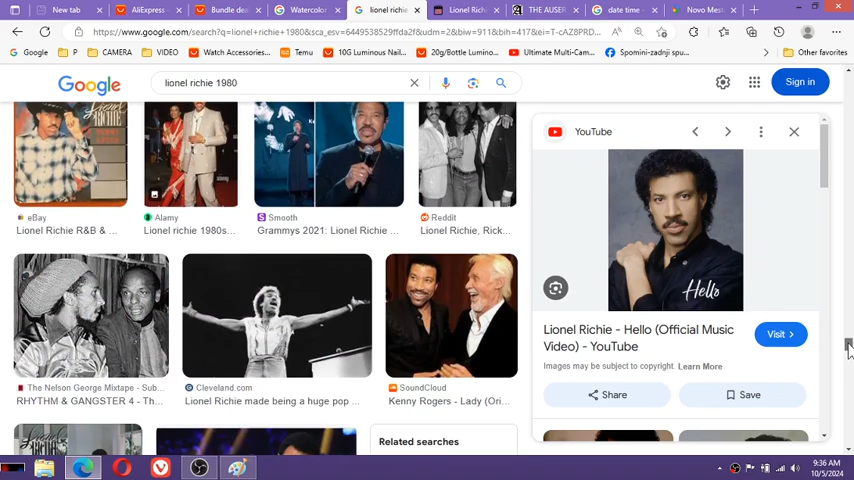 New tab
AliExpress
Bundle dea
Watercolo
lionel richie
Lionel Rich
THE AUSER
date time
Novo Mest
https://www.google.com/search?q=lionel+richie+1980&sca_esv=6449538529ffda2f&udm=2&biw=911&bih=417&ei=T-cAZ8PRD...
Google
P
CAMERA
VIDEO
Watch Accessories...
Temu
10G Luminous Nail...
20g/Bottle Lumino...
Ultimate Multi-Cam...
Spomini-zadnji spu...
Other favorites
Google
lionel richie 1980
Sign in
RICHIE
eBay
Lionel Richie R&B & ...
Alamy
Lionel richie 1980s...
Smooth
Grammys 2021: Lionel Richie ...
Reddit
Lionel Richie, Rick...
The Nelson George Mixtape - Sub...
RHYTHM & GANGSTER 4 - Th...
Cleveland.com
Lionel Richie made being a huge pop ...
SoundCloud
Kenny Rogers - Lady (Ori...
RICHIE
Related searches
YouTube
Hello
Lionel Richie - Hello (Official Music
Video) - YouTube
Visit
Images may be subject to copyright. Learn More
Share
Save
9:36 AM
10/5/2024